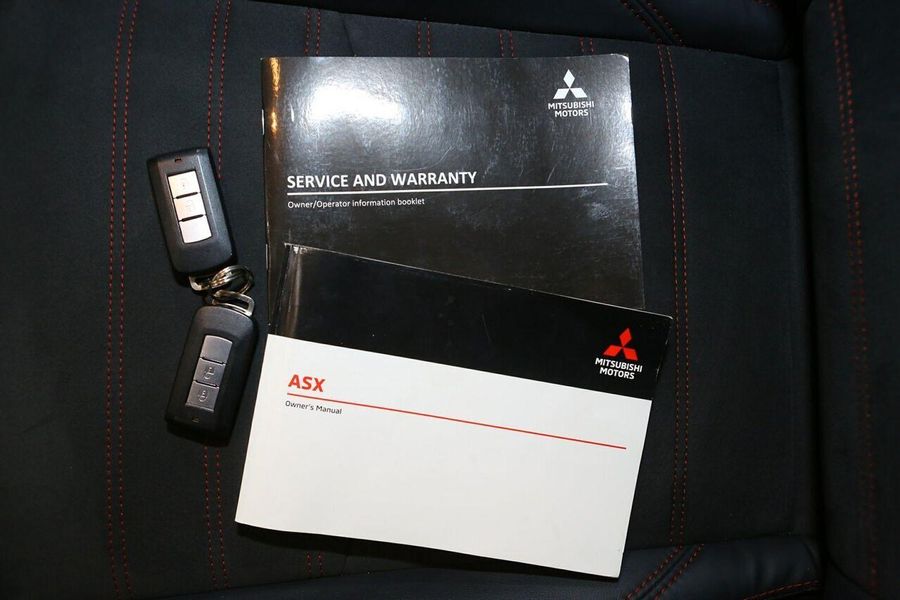 MITSUBISHI
MOTORS
SERVICE AND WARRANTY
Owner/Operator information booklet
MITSUBISHI
MOTORS
ASX
Owner's Manual